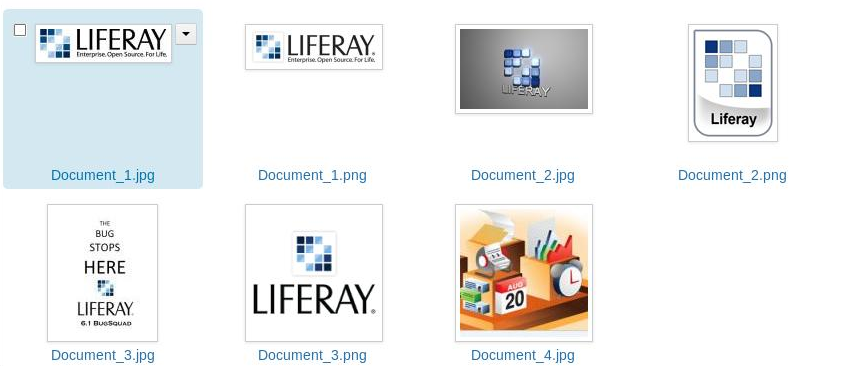 LIFERAY
Enterprise. Open Source. For Life.
LIFERAY.
Enterprise. Open Source. For Life.
LIFERAY
Liferay
Document_1.jpg
Document_1.png
Document_2.jpg
Document_2.png
THE
BUG
STOPS
HERE
LIFERAY.
6.1 BugSquad
LIFERAY®
AUG
20
Document_3.jpg
Document_3.png
Document_4.jpg